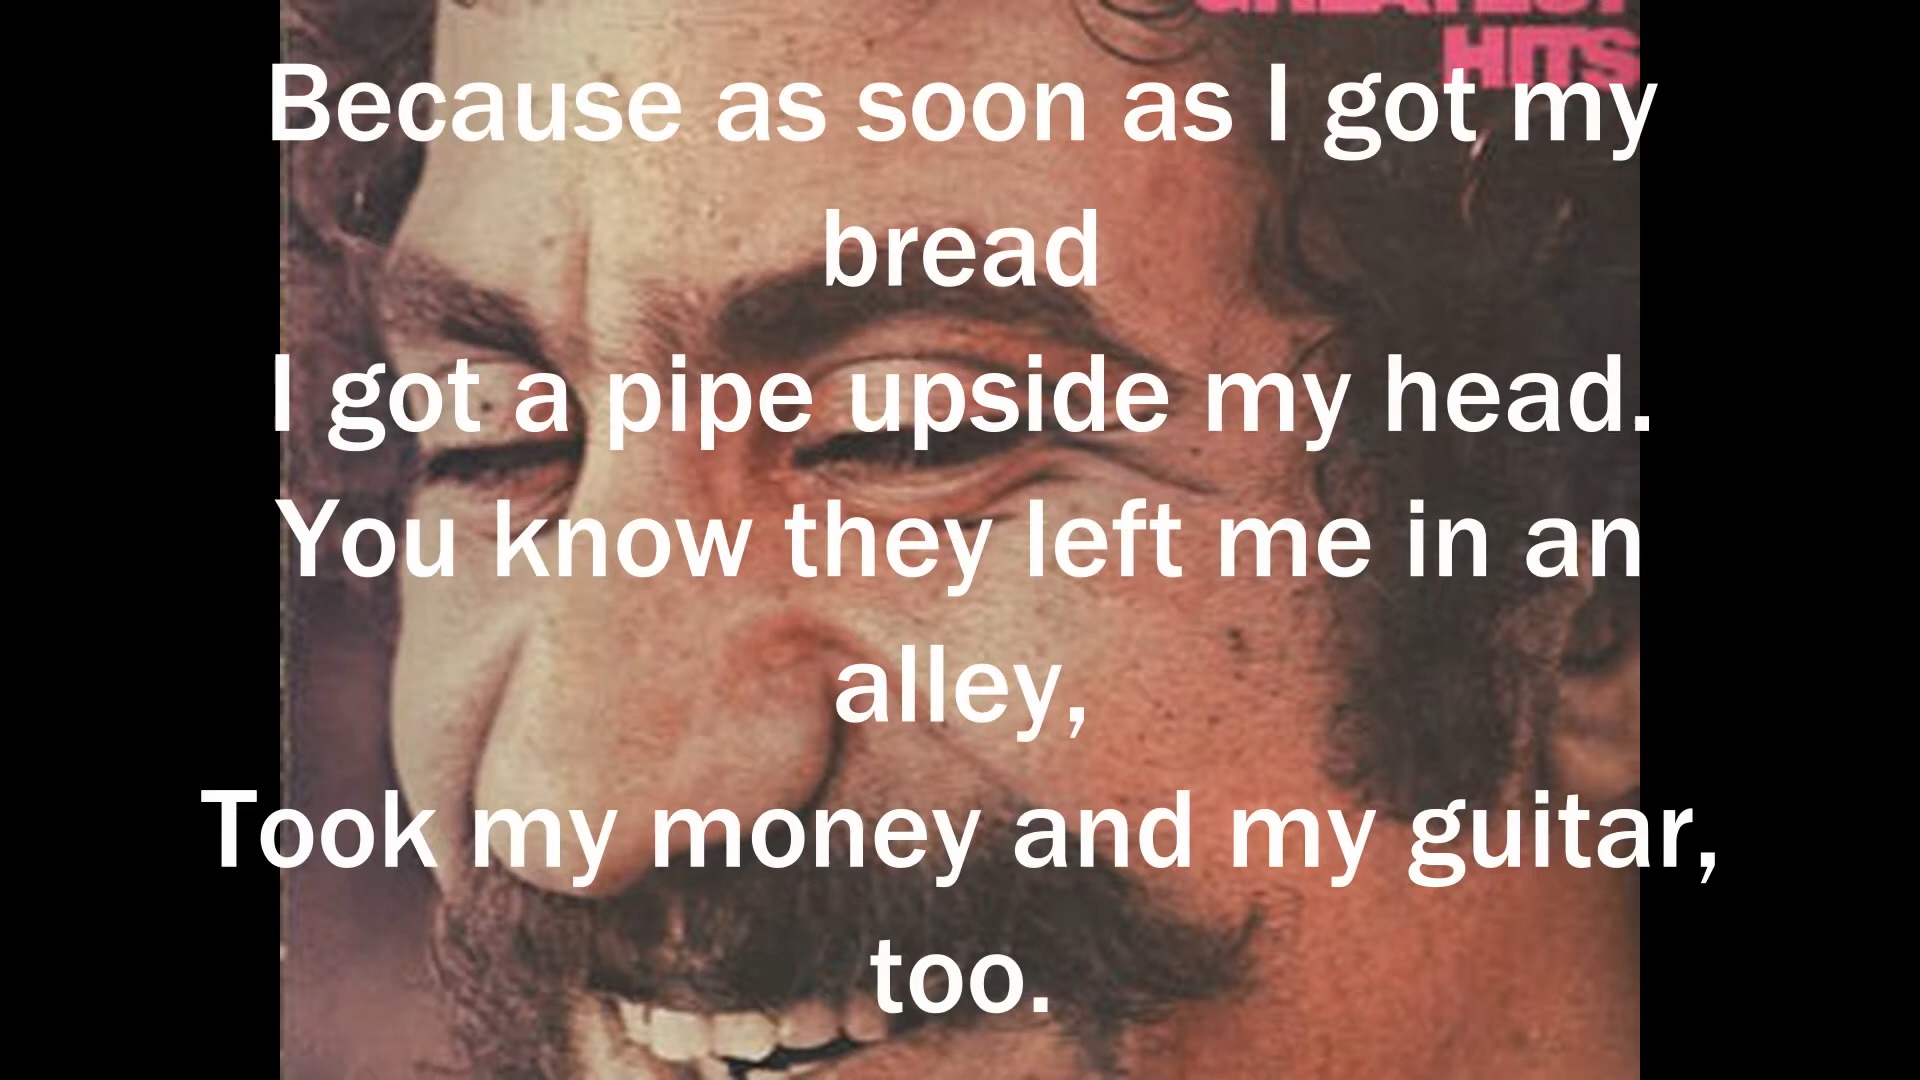 GREATEST
HITS
Because as soon as I got my
bread
I got a pipe upside my head.
You know they left me in an
alley,
Took my money and my guitar,
too.